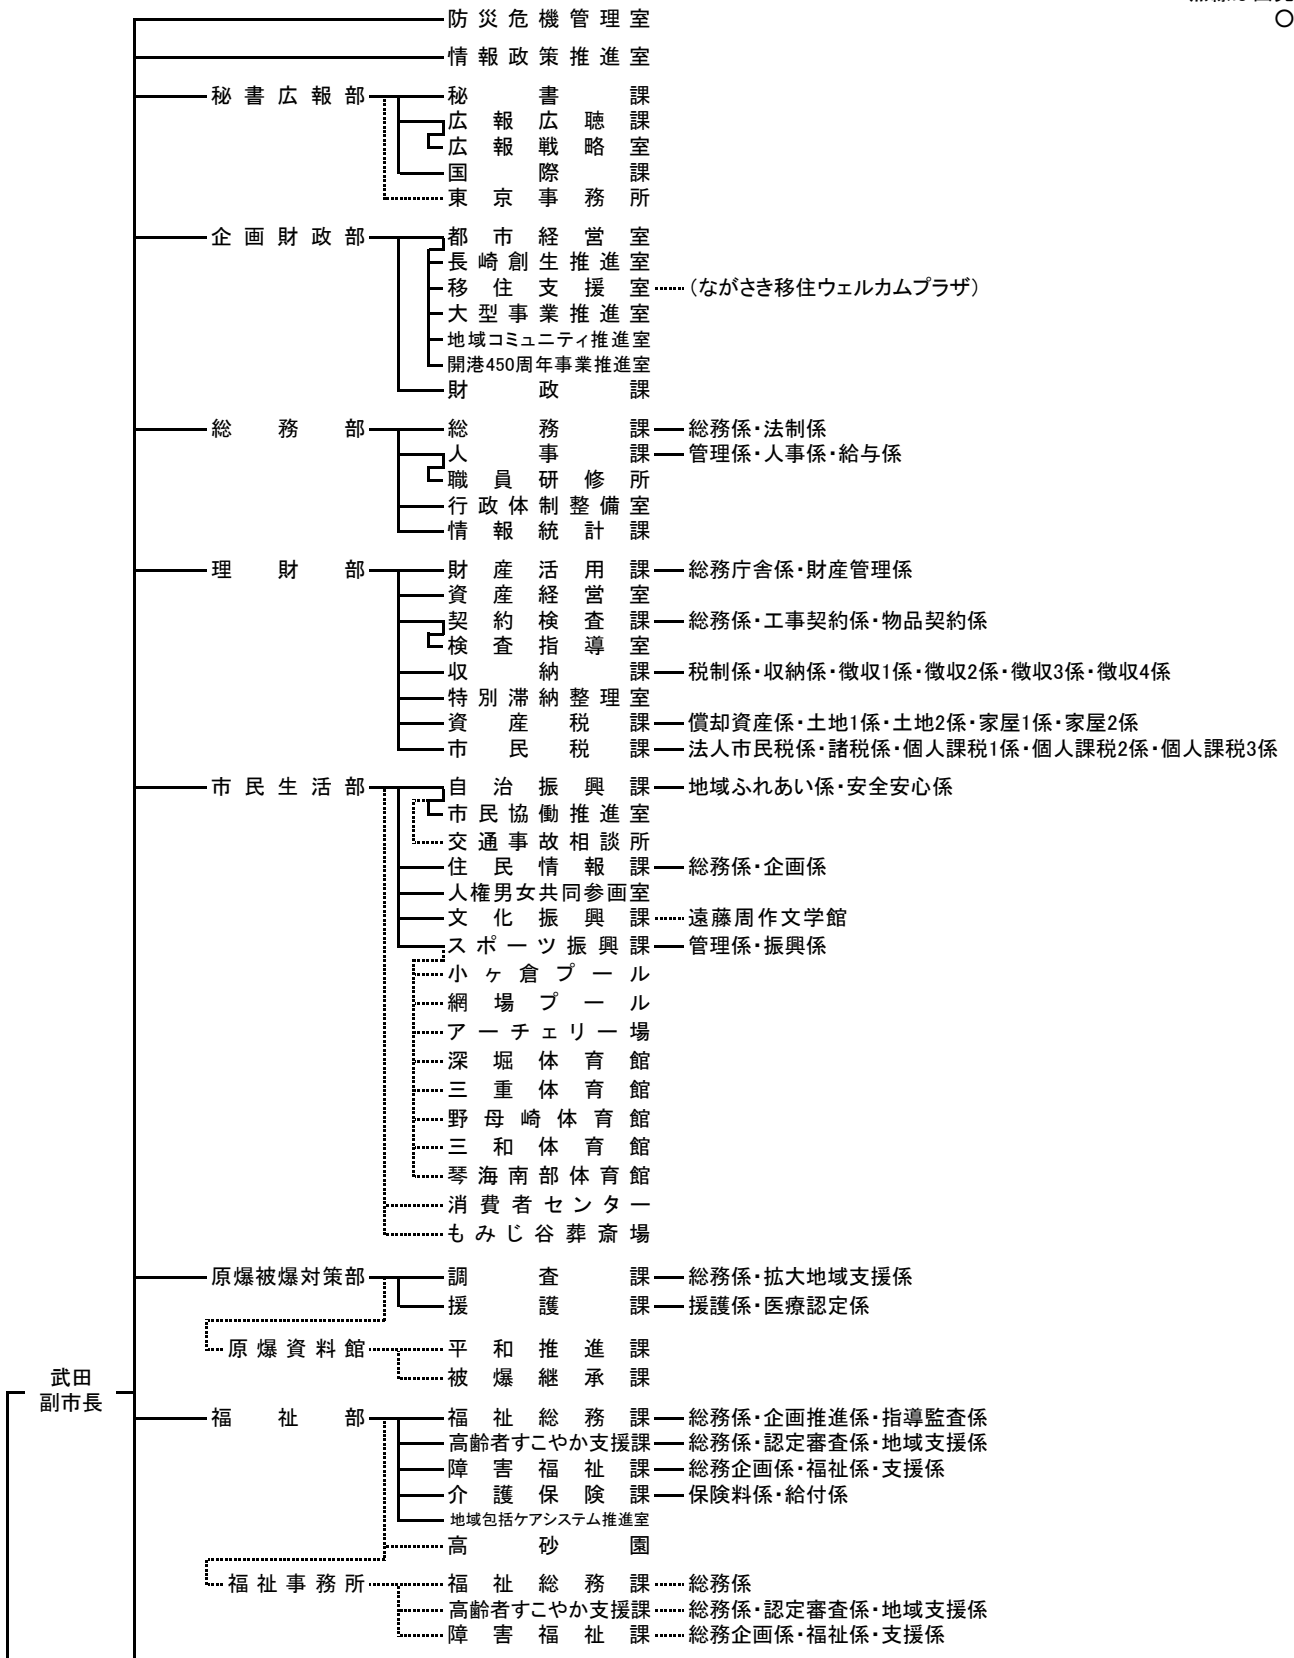 防災危機管理室
情報政策推進室
秘書広報部 秘書課
広報広聴課
広報戦略室
国際課
東京事務所
企画財政部 都市経営室
長崎創生推進室
移住支援室 (ながさき移住ウェルカムプラザ)
大型事業推進室
地域コミュニティ推進室
開港450周年事業推進室
財政課
総務部 総務課 総務係・法制係
人事課 管理係・人事係・給与係
職員研修所
行政体制整備室
情報統計課
理財部 財産活用課 総務庁舎係・財産管理係
資産経営室
契約検査課 総務係・工事契約係・物品契約係
検査指導室
収納課 税制係・収納係・徴収1係・徴収2係・徴収3係・徴収4係
特別滞納整理室
資産税課 償却資産係・土地1係・土地2係・家屋1係・家屋2係
市民税課 法人市民税係・諸税係・個人課税1係・個人課税2係・個人課税3係
市民生活部 自治振興課 地域ふれあい係・安全安心係
市民協働推進室
交通事故相談所
住民情報課 総務係・企画係
人権男女共同参画室
文化振興課 遠藤周作文学館
スポーツ振興課 管理係・振興係
小ヶ倉プール
網場プール
アーチェリー場
深堀体育館
三重体育館
野母崎体育館
三和体育館
琴海南部体育館
消費者センター
もみじ谷葬斎場
原爆被爆対策部 調査課 総務係・拡大地域支援係
援護課 援護係・医療認定係
原爆資料館 平和推進課
被爆継承課
武田
副市長
福祉部 福祉総務課 総務係・企画推進係・指導監査係
高齢者すこやか支援課 総務係・認定審査係・地域支援係
障害福祉課 総務企画係・福祉係・支援係
介護保険課 保険料係・給付係
地域包括ケアシステム推進室
高砂園
福祉事務所 福祉総務課 総務係
高齢者すこやか支援課 総務係・認定審査係・地域支援係
障害福祉課 総務企画係・福祉係・支援係